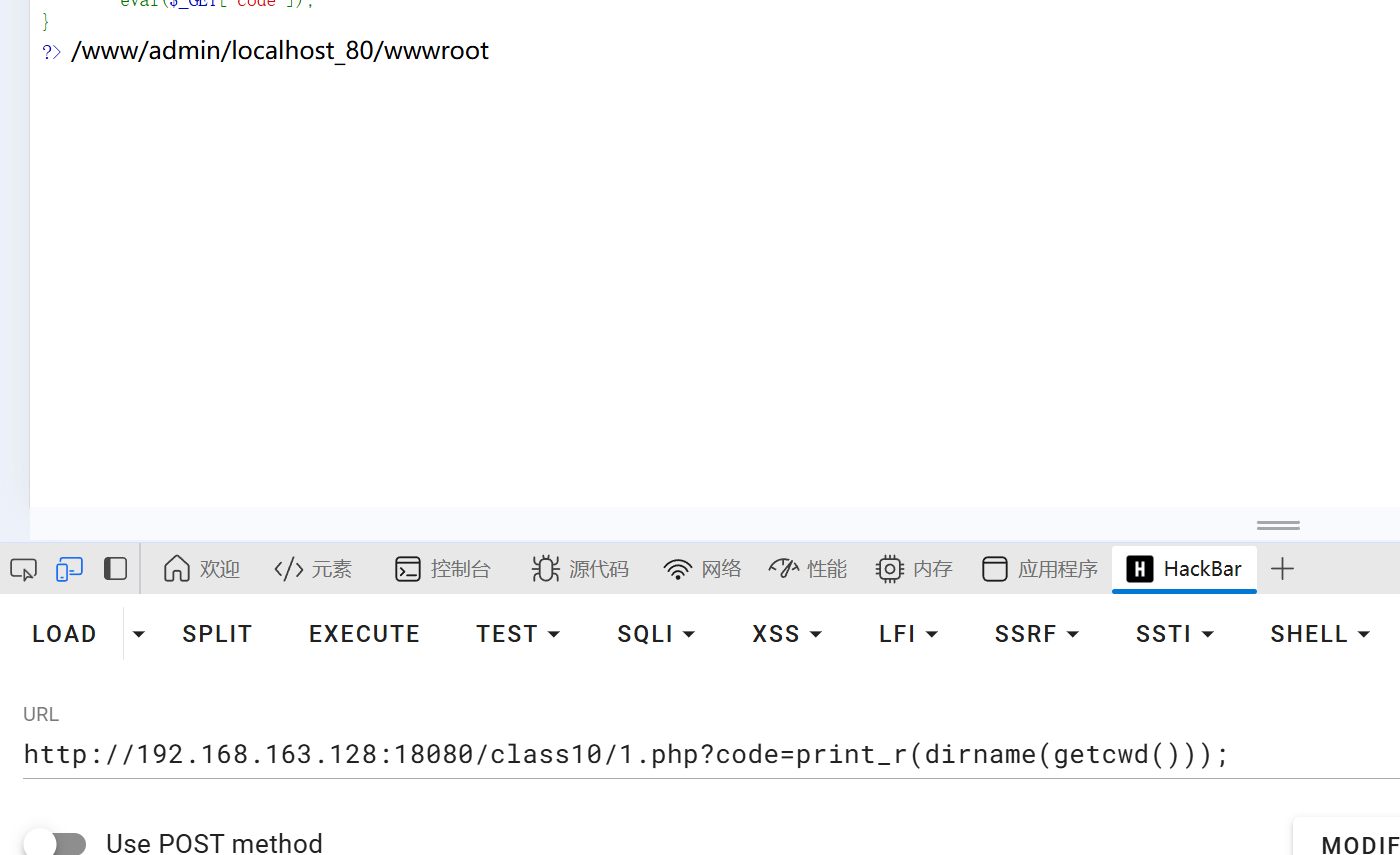 eval($_GET['code']);
}
?> /www/admin/localhost_80/wwwroot
欢迎 </> 元素 控制台 源代码 网络 性能 内存 应用程序 H HackBar
LOAD SPLIT EXECUTE TEST SQLI XSS LFI SSRF SSTI SHELL
URL
http://192.168.163.128:18080/class10/1.php?code=print_r(dirname(getcwd()));
Use POST method
MODIF